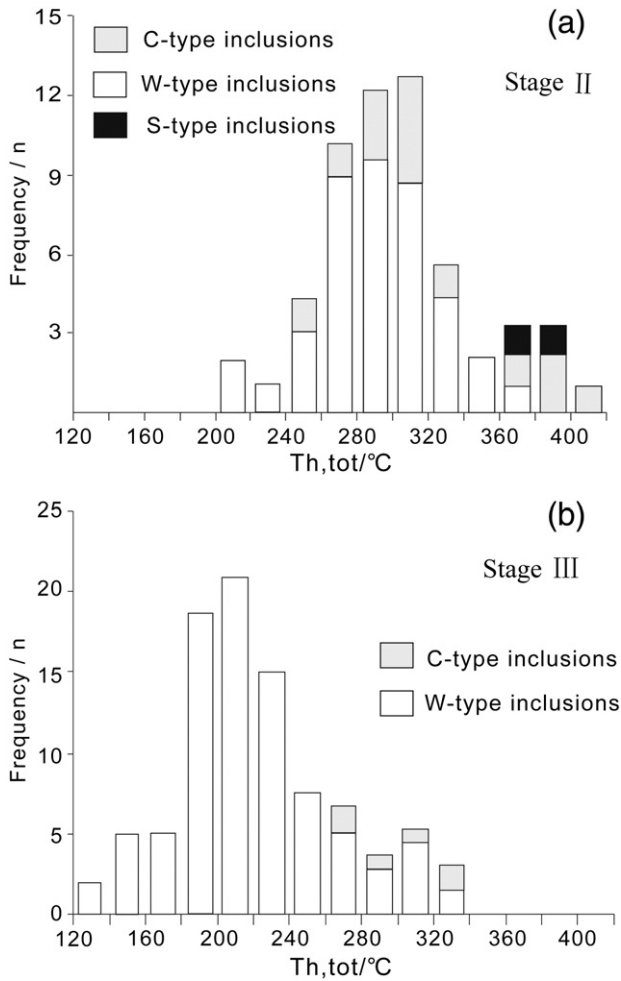 15
(a)
C-type inclusions
12
W-type inclusions
Stage Ⅱ
S-type inclusions
9
Frequency / n
6
3
120 160 200 240 280 320 360 400
Th,tot/℃
25
(b)
Stage Ⅲ
20
C-type inclusions
15
W-type inclusions
Frequency / n
10
5
0
120 160 200 240 280 320 360 400
Th,tot/℃